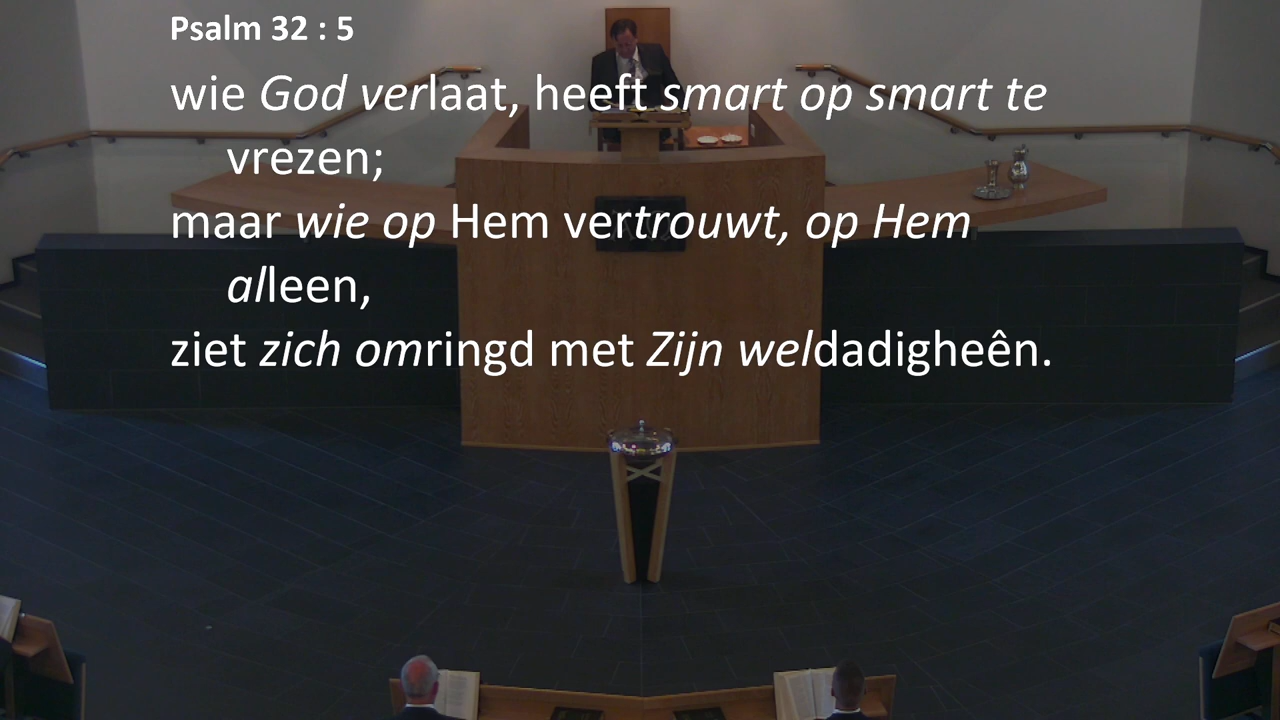 Psalm 32 : 5
wie God verlaat, heeft smart op smart te
vrezen;
maar wie op Hem vertrouwt, op Hem
alleen,
ziet zich omringd met Zijn weldadigheên.